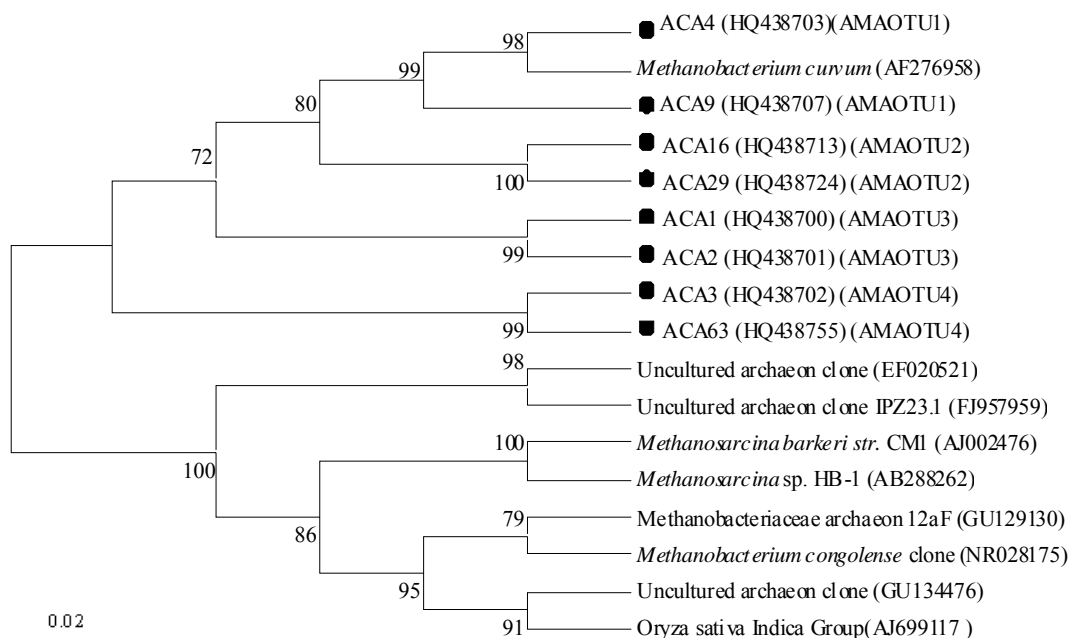 ACA4 (HQ438703)(AMAOTU1)
98
Methanobacterium curvum (AF276958)
99
80
ACA9 (HQ438707) (AMAOTU1)
ACA16 (HQ438713) (AMAOTU2)
72
100
ACA29 (HQ438724) (AMAOTU2)
ACA1 (HQ438700) (AMAOTU3)
99
ACA2 (HQ438701) (AMAOTU3)
ACA3 (HQ438702) (AMAOTU4)
99
ACA63 (HQ438755) (AMAOTU4)
98
Uncultured archaeon clone (EF020521)
Uncultured archaeon clone IPZ23.1 (FJ957959)
100
Methanosarcina barkeri str. CM1 (AJ002476)
100
Methanosarcina sp. HB-1 (AB288262)
79
Methanobacteriaceae archaeon 12aF (GU129130)
86
Methanobacterium congolense clone (NR028175)
95
Uncultured archaeon clone (GU134476)
0.02
91
Oryza sativa Indica Group(AJ699117 )